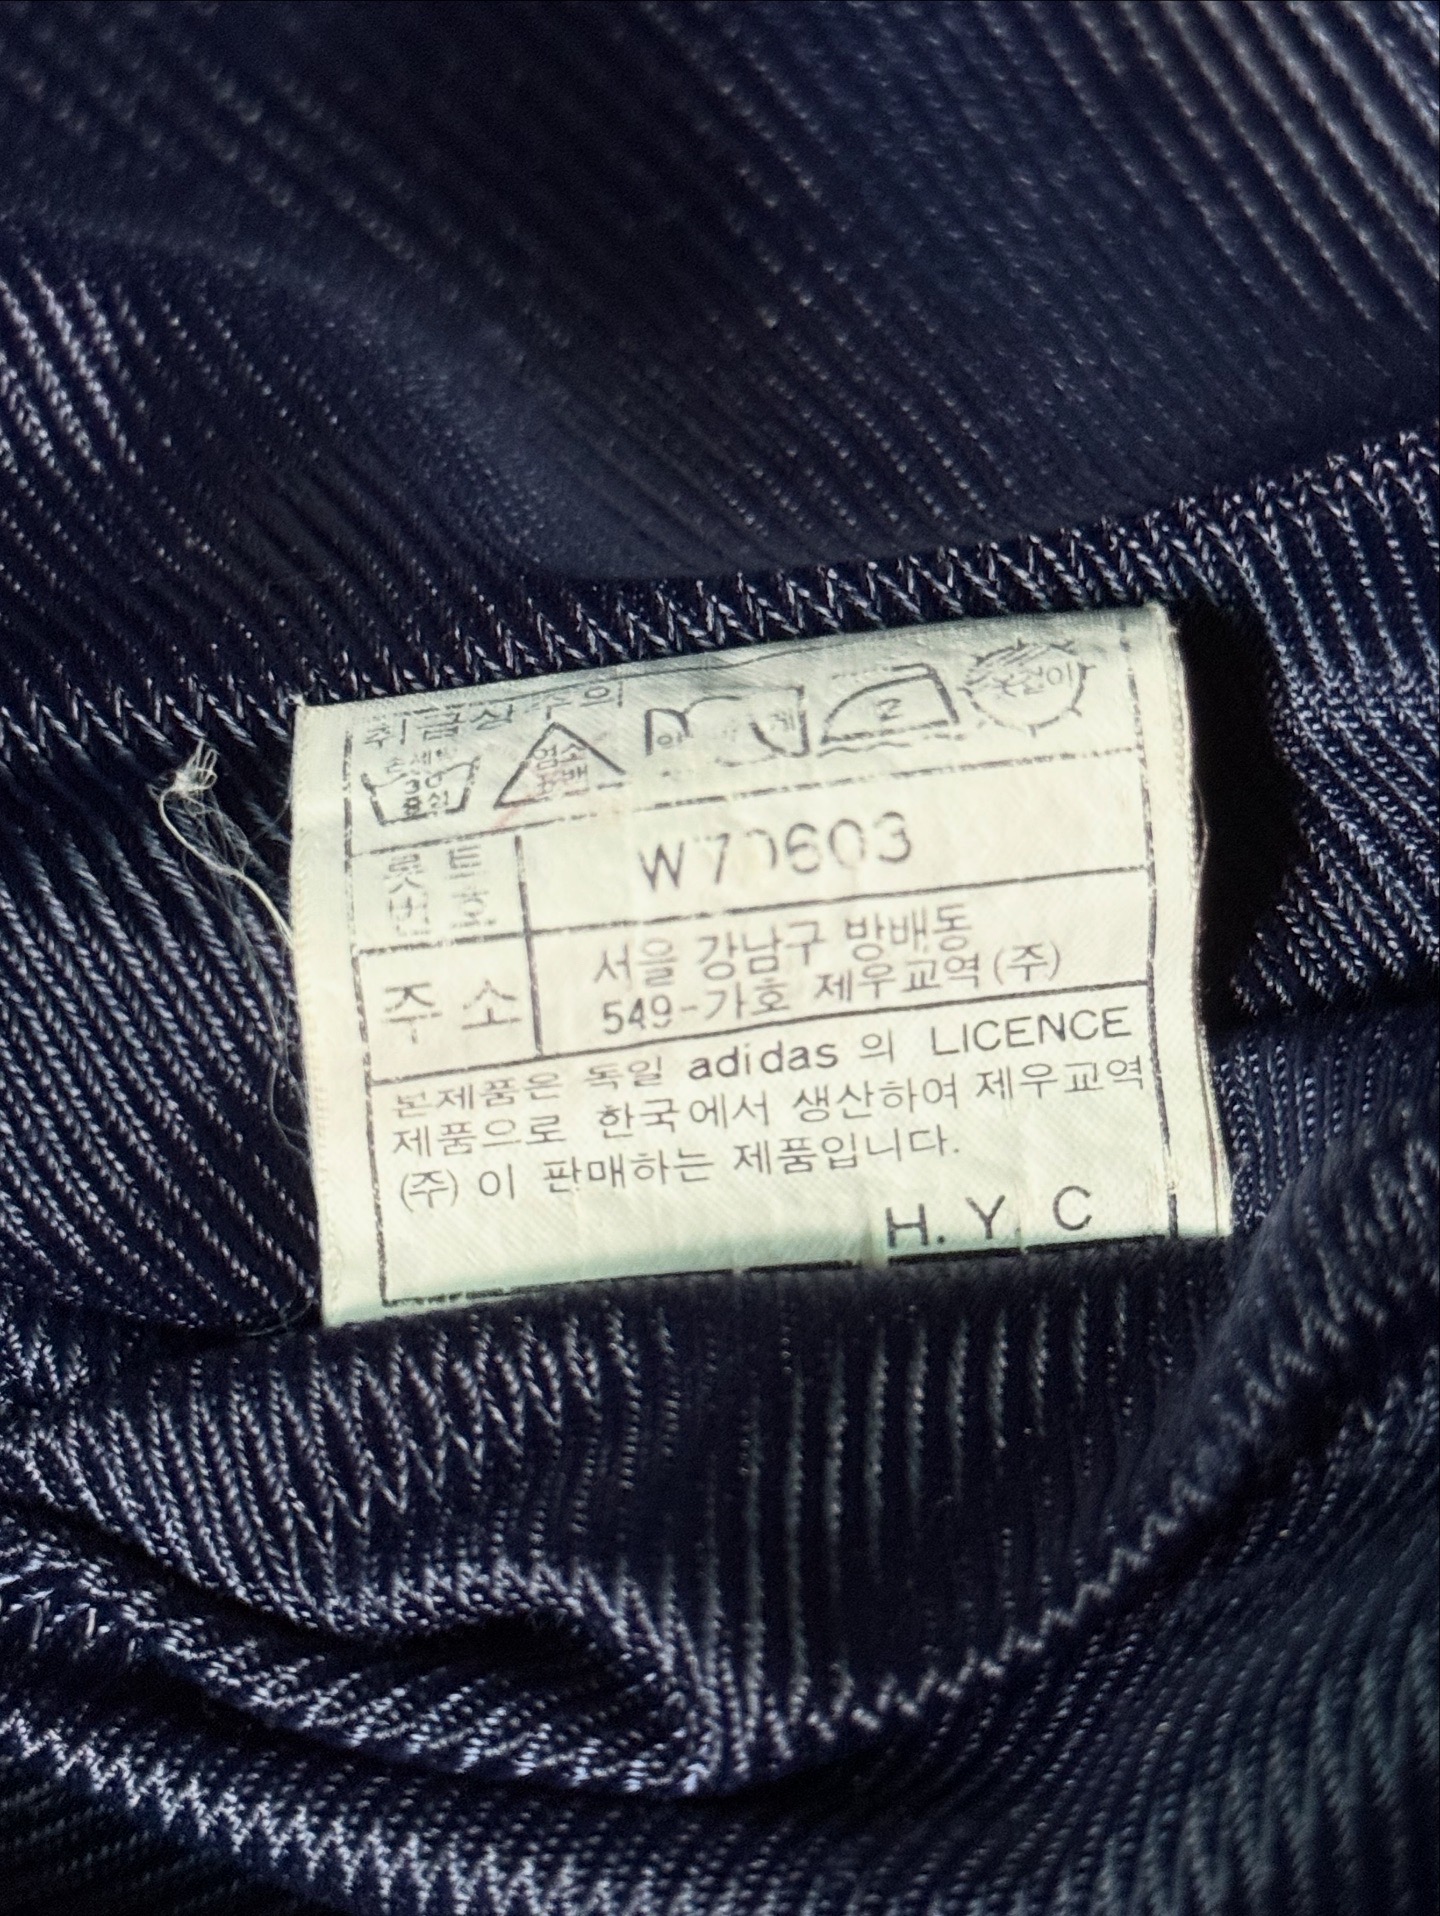 취급상 주의
염소
표백
2
옷걸이
롯트
번호
W70603
주소
서울 강남구 방배동
549-가호 제우교역(주)
본제품은 독일 adidas 의 LICENCE
제품으로 한국에서 생산하여 제우교역
(주) 이 판매하는 제품입니다.
H. Y. C